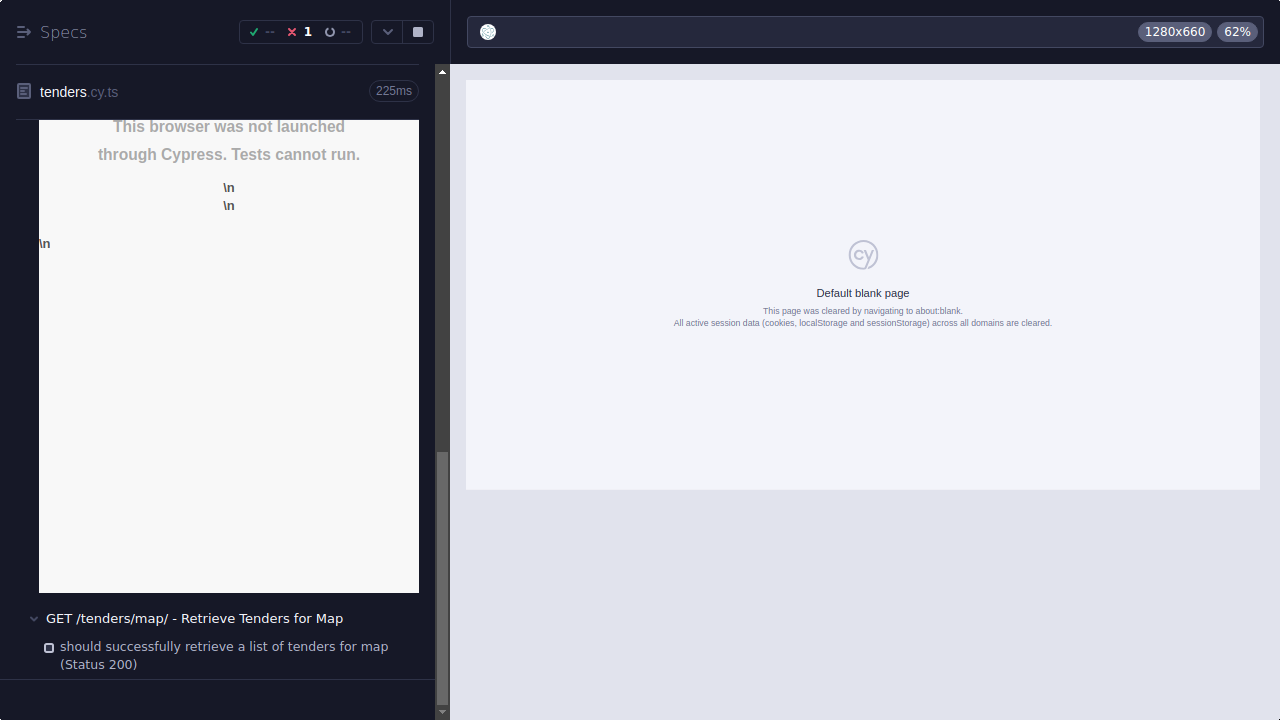 Specs
--
1
--
1280x660
62%
tenders.cy.ts
225ms
This browser was not launched
through Cypress. Tests cannot run.
\n
\n
\n
cy
Default blank page
This page was cleared by navigating to about:blank.
All active session data (cookies, localStorage and sessionStorage) across all domains are cleared.
GET /tenders/map/ - Retrieve Tenders for Map
should successfully retrieve a list of tenders for map
(Status 200)